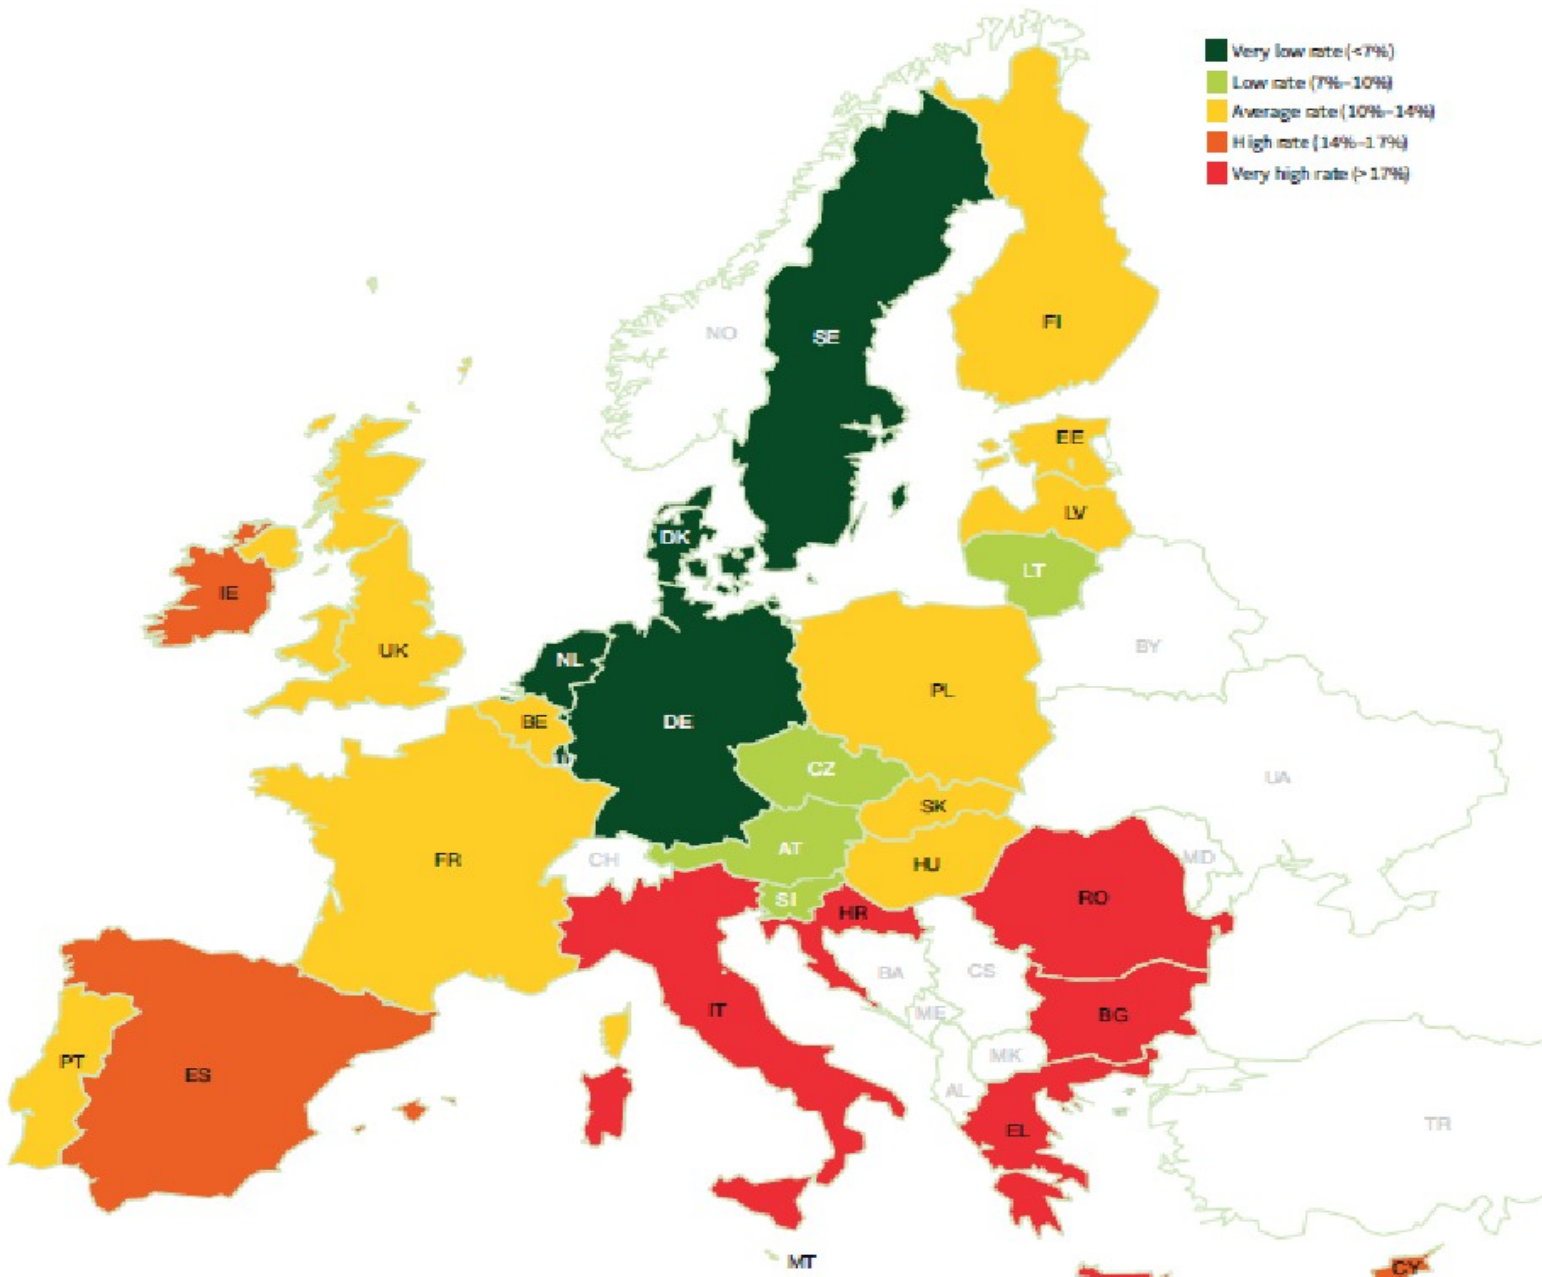 Very low rate (<7%)
Low rate (7%–10%)
Average rate (10%–14%)
High rate (14%–17%)
Very high rate (>17%)
NO
SE
FI
EE
LV
DK
LT
IE
UK
NL
BY
PL
BE
DE
CZ
UA
SK
FR
CH
AT
HU
MD
SI
HR
RO
BA
CS
IT
ME
BG
MK
PT
ES
AL
EL
TR
MT
CY